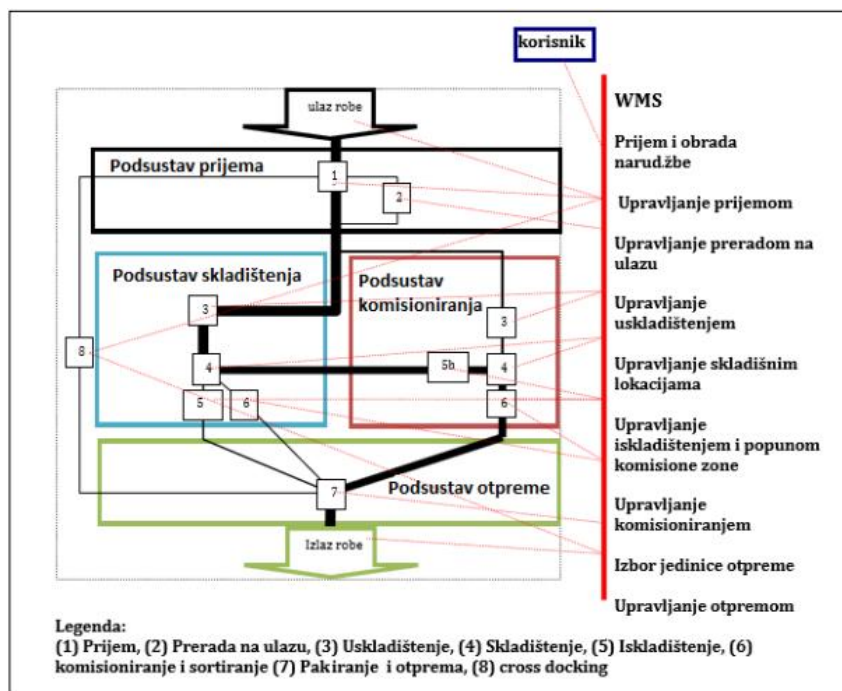 korisnik
WMS
ulaz robe
Prijem i obrada
narudžbe
Podsustav prijema
1
2
Upravljanje prijemom
Upravljanje preradom na
ulazu
Podsustav skladištenja
Podsustav
komisioniranja
3
3
Upravljanje
uskladištenjem
8
4
5b
4
Upravljanje skladišnim
lokacijama
5
6
6
Upravljanje
iskladištenjem i popunom
komisione zone
7
Podsustav otpreme
Upravljanje
komisioniranjem
Izlaz robe
Izbor jedinice otpreme
Upravljanje otpremom
Legenda:
(1) Prijem, (2) Prerada na ulazu, (3) Uskladištenje, (4) Skladištenje, (5) Iskladištenje, (6)
komisioniranje i sortiranje (7) Pakiranje i otprema, (8) cross docking